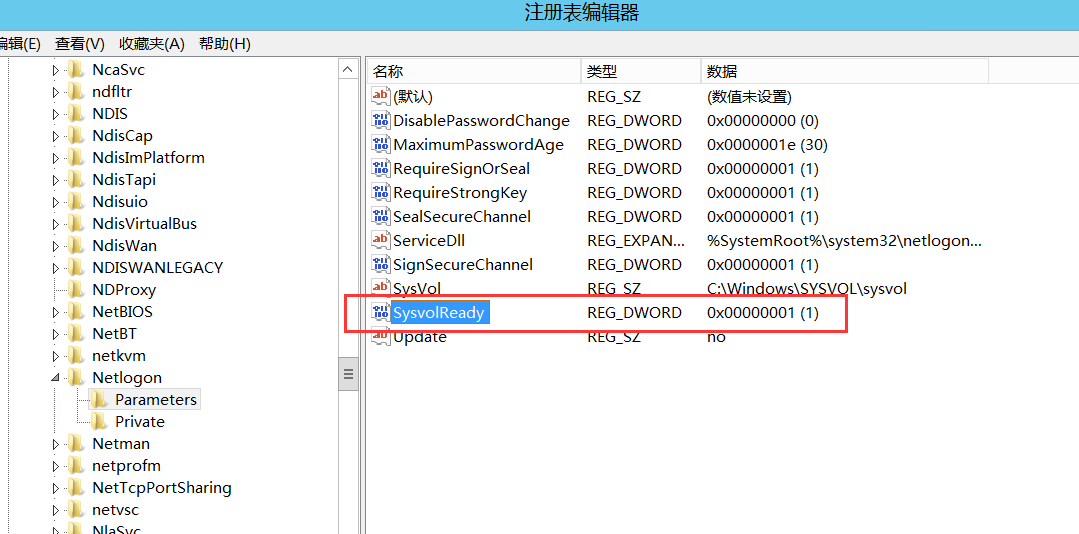 注册表编辑器
编辑(E) 查看(V) 收藏夹(A) 帮助(H)
NcaSvc
ndfltr
NDIS
NdisCap
NdisImPlatform
NdisTapi
Ndisuio
NdisVirtualBus
NdisWan
NDISWANLEGACY
NDProxy
NetBIOS
NetBT
netkvm
Netlogon
Parameters
Private
Netman
netprofm
NetTcpPortSharing
netvsc
NlaSvc
名称 类型 数据
(默认) REG_SZ (数值未设置)
DisablePasswordChange REG_DWORD 0x00000000 (0)
MaximumPasswordAge REG_DWORD 0x0000001e (30)
RequireSignOrSeal REG_DWORD 0x00000001 (1)
RequireStrongKey REG_DWORD 0x00000001 (1)
SealSecureChannel REG_DWORD 0x00000001 (1)
ServiceDll REG_EXPAN... %SystemRoot%\system32\netlogon...
SignSecureChannel REG_DWORD 0x00000001 (1)
SysVol REG_SZ C:\Windows\SYSVOL\sysvol
SysvolReady REG_DWORD 0x00000001 (1)
Update REG_SZ no